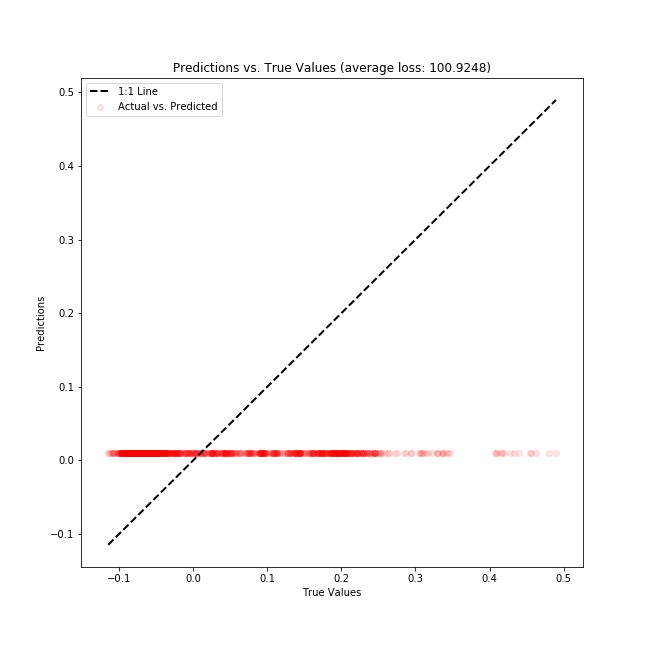 Predictions vs. True Values (average loss: 100.9248)
1:1 Line
Actual vs. Predicted
0.5
0.4
0.3
0.2
0.1
0.0
−0.1
Predictions
−0.1 0.0 0.1 0.2 0.3 0.4 0.5
True Values